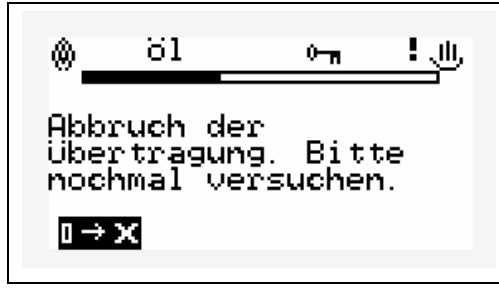 öl !
Abbruch der
Übertragung. Bitte
nochmal versuchen.